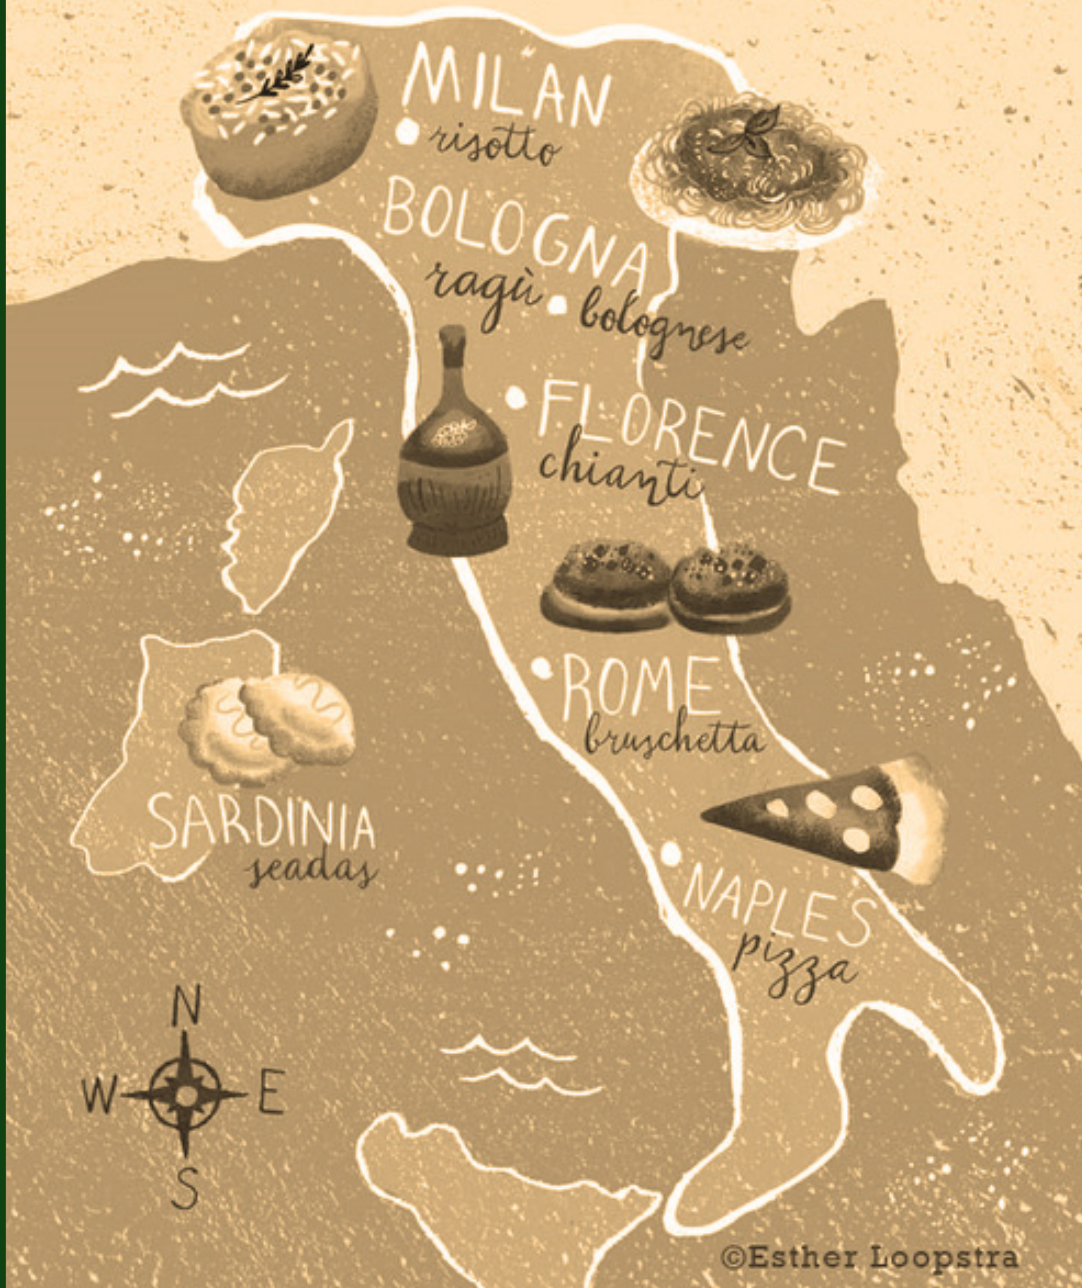 MILAN
risotto
BOLOGNA
ragù bolognese
FLORENCE
chianti
ROME
bruschetta
SARDINIA
seadas
NAPLES
pizza
N
W E
S
©Esther Loopstra